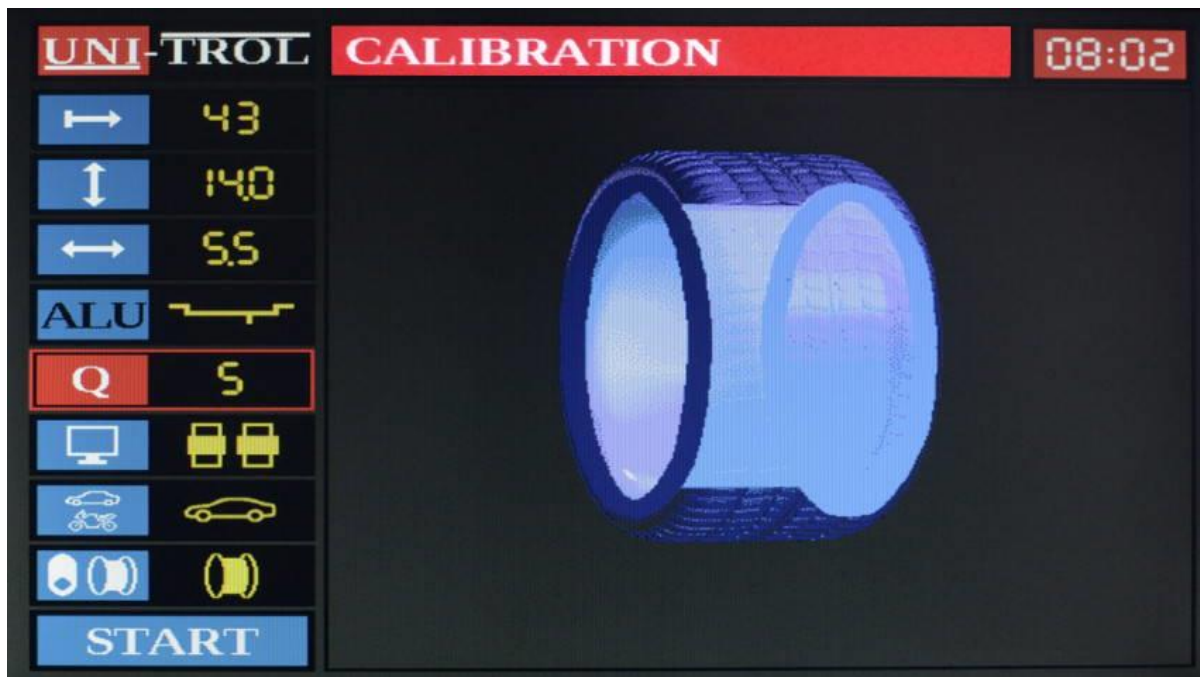 UNI-TROL
CALIBRATION
08:02
43
14.0
5.5
ALU
Q 5
START